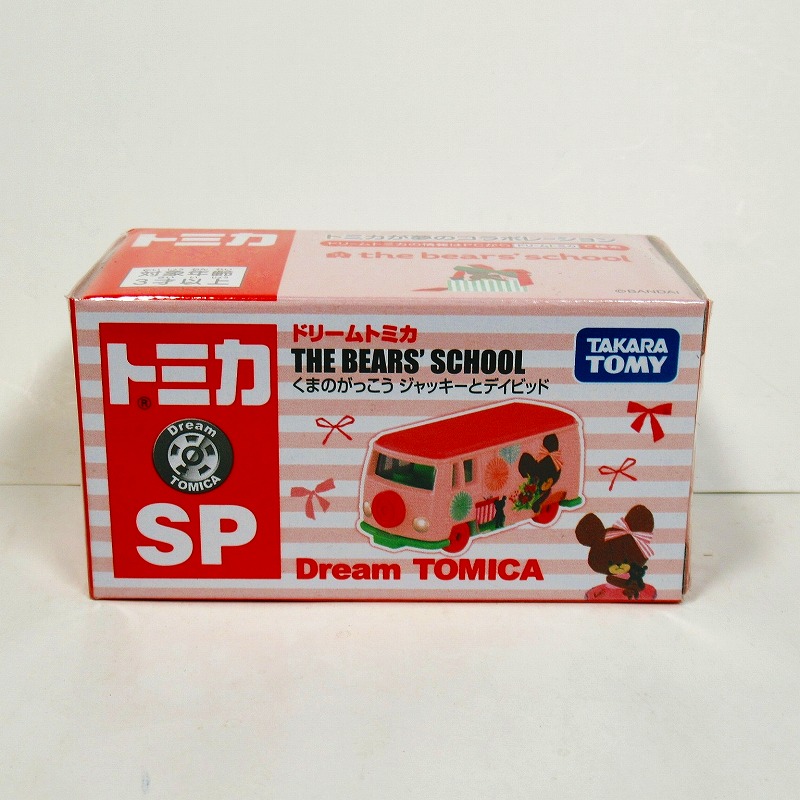 トミカ
トミカが夢のコラボレーション
the bears' school
対象年齢
3才以上
©BANDAI
トミカ
®
Dream
TOMICA
SP
ドリームトミカ
THE BEARS' SCHOOL
くまのがっこう ジャッキーとデイビッド
TAKARA
TOMY
Dream TOMICA